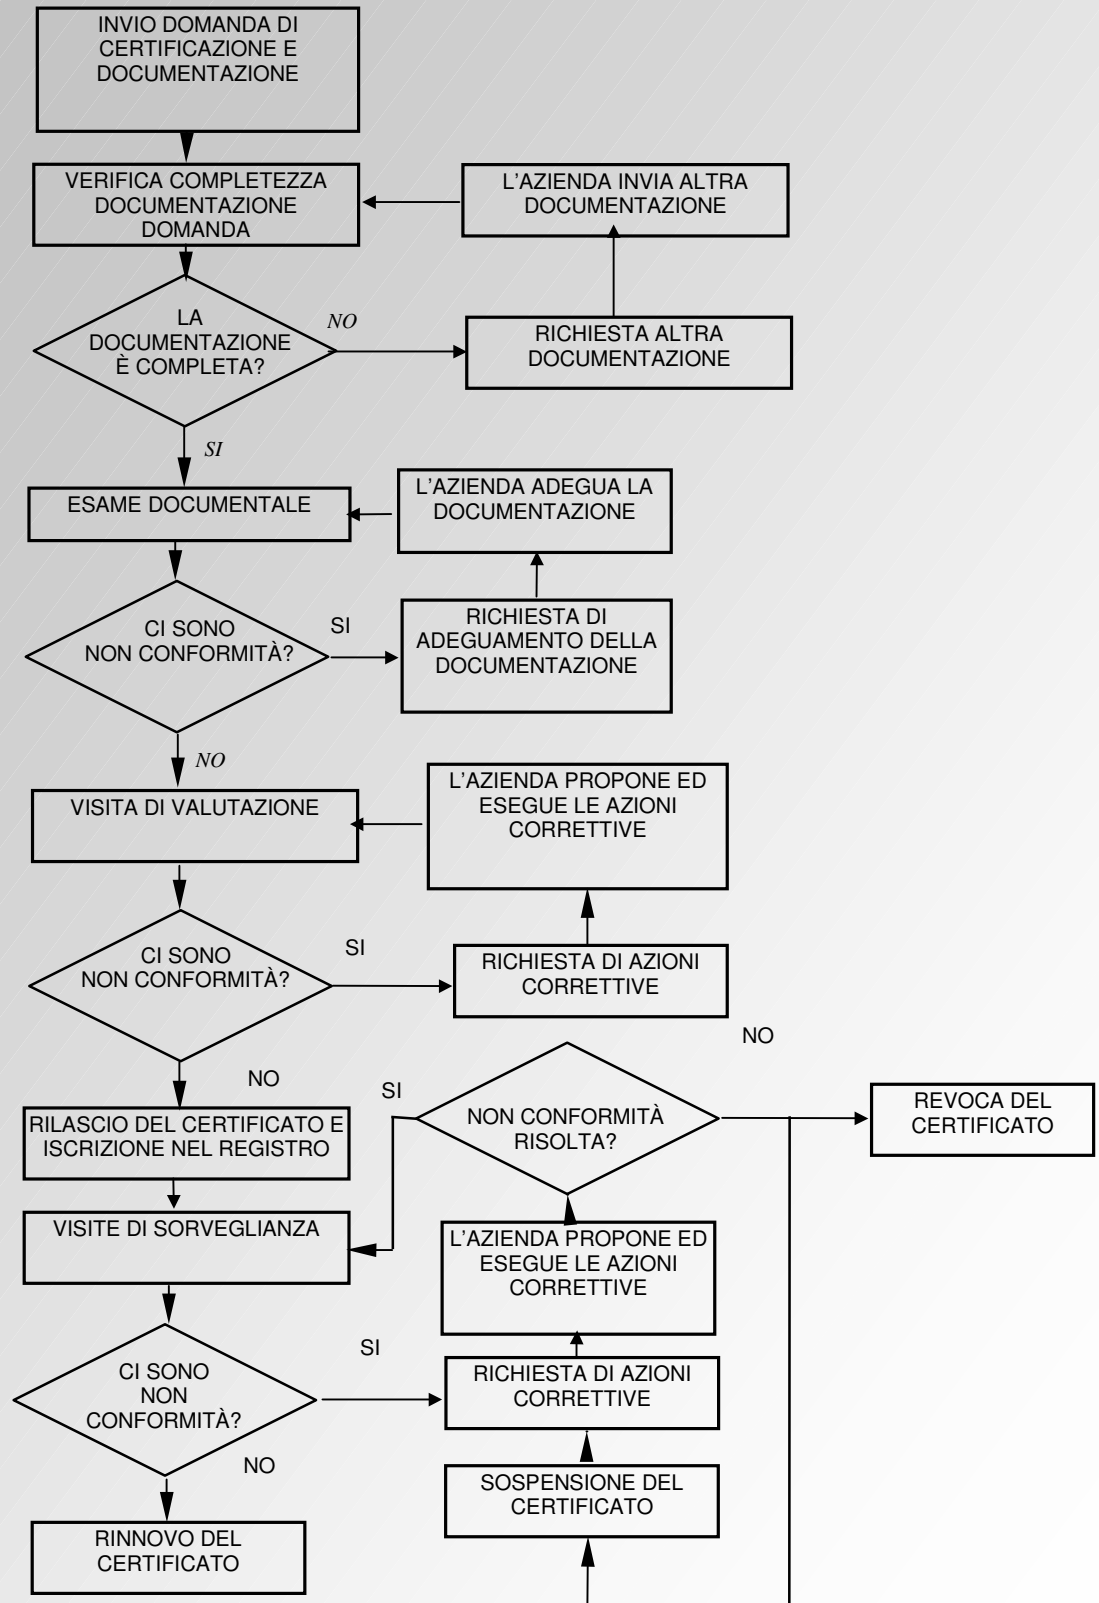 INVIO DOMANDA DI
CERTIFICAZIONE E
DOCUMENTAZIONE
VERIFICA COMPLETEZZA
DOCUMENTAZIONE
DOMANDA
L'AZIENDA INVIA ALTRA
DOCUMENTAZIONE
LA
DOCUMENTAZIONE
È COMPLETA?
NO
RICHIESTA ALTRA
DOCUMENTAZIONE
SI
ESAME DOCUMENTALE
L'AZIENDA ADEGUA LA
DOCUMENTAZIONE
CI SONO
NON CONFORMITÀ?
SI
RICHIESTA DI
ADEGUAMENTO DELLA
DOCUMENTAZIONE
NO
VISITA DI VALUTAZIONE
L'AZIENDA PROPONE ED
ESEGUE LE AZIONI
CORRETTIVE
CI SONO
NON CONFORMITÀ?
SI
RICHIESTA DI AZIONI
CORRETTIVE
NO
RILASCIO DEL CERTIFICATO E
ISCRIZIONE NEL REGISTRO
SI
NON CONFORMITÀ
RISOLTA?
NO
REVOCA DEL
CERTIFICATO
VISITE DI SORVEGLIANZA
L'AZIENDA PROPONE ED
ESEGUE LE AZIONI
CORRETTIVE
CI SONO
NON
CONFORMITÀ?
SI
RICHIESTA DI AZIONI
CORRETTIVE
NO
SOSPENSIONE DEL
CERTIFICATO
RINNOVO DEL
CERTIFICATO